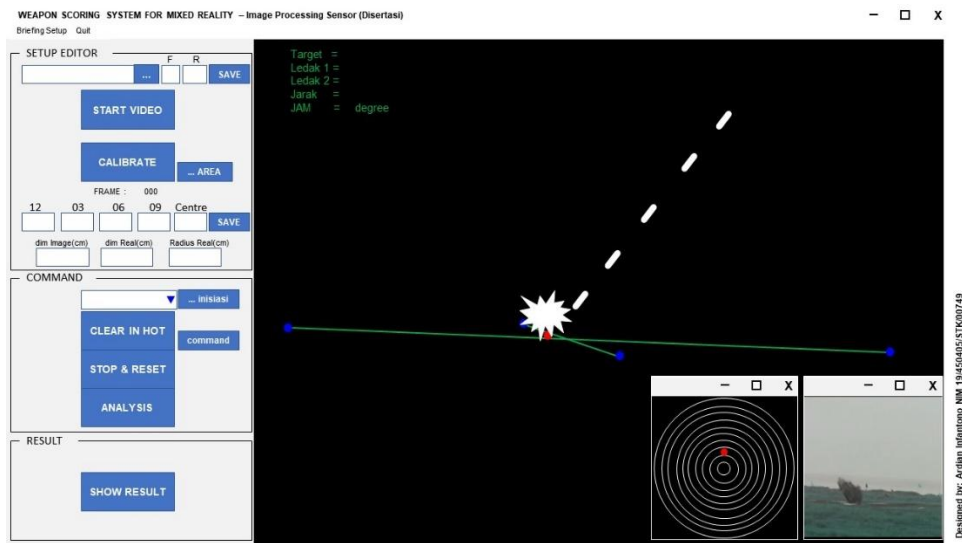 WEAPON SCORING SYSTEM FOR MIXED REALITY – Image Processing Sensor (Disertasi)
X
Briefing Setup Quit
SETUP EDITOR
F R
... SAVE
START VIDEO
CALIBRATE
... AREA
FRAME : 000
12 03 06 09 Centre
SAVE
dim Image(cm) dim Real(cm) Radius Real(cm)
COMMAND
... inisiasi
CLEAR IN HOT
command
STOP & RESET
ANALYSIS
RESULT
SHOW RESULT
Target =
Ledak 1 =
Ledak 2 =
Jarak =
JAM = degree
X
X
Designed by: Ardian Infantono NIM 19/450405/STK/00749